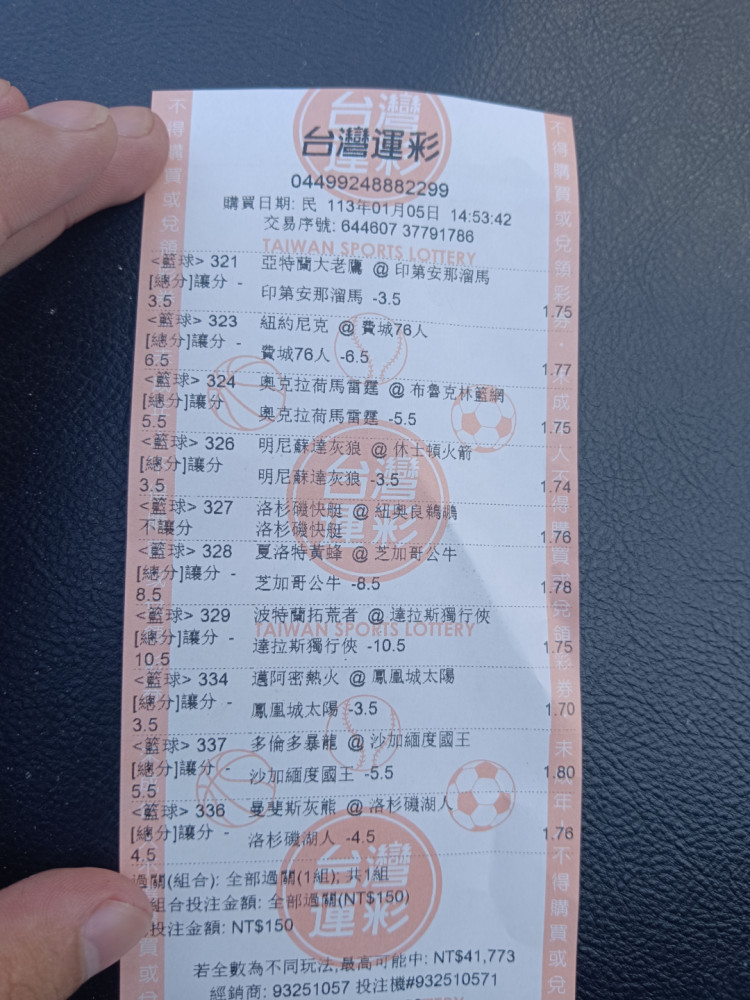 台灣運彩
04499248882299
購買日期: 民 113年01月05日 14:53:42
交易序號: 644607 37791786
TAIWAN SPORTS LOTTERY
<籃球> 321 亞特蘭大老鷹 @ 印第安那溜馬
[總分]讓分 - 印第安那溜馬 -3.5
3.5 1.75
<籃球> 323 紐約尼克 @ 費城76人
[總分]讓分 - 費城76人 -6.5
6.5 1.77
<籃球> 324 奧克拉荷馬雷霆 @ 布魯克林籃網
[總分]讓分 奧克拉荷馬雷霆 -5.5
5.5 1.75
<籃球> 326 明尼蘇達灰狼 @ 休士頓火箭
[總分]讓分 明尼蘇達灰狼 -3.5
3.5 1.74
<籃球> 327 洛杉磯快艇 @ 紐奧良鵜鶘
不讓分 洛杉磯快艇 1.76
<籃球> 328 夏洛特黃蜂 @ 芝加哥公牛
[總分]讓分 - 芝加哥公牛 -8.5
8.5 1.78
<籃球> 329 波特蘭拓荒者 @ 達拉斯獨行俠
TAIWAN SPORTS LOTTERY
[總分]讓分 - 達拉斯獨行俠 -10.5
10.5 1.75
<籃球> 334 邁阿密熱火 @ 鳳凰城太陽
[總分]讓分 - 鳳凰城太陽 -3.5
3.5 1.70
<籃球> 337 多倫多暴龍 @ 沙加緬度國王
[總分]讓分 - 沙加緬度國王 -5.5
5.5 1.80
<籃球> 336 曼斐斯灰熊 @ 洛杉磯湖人
[總分]讓分 - 洛杉磯湖人 -4.5
4.5 1.76
過關(組合): 全部過關(1組); 共1組
組合投注金額: 全部過關(NT$150)
投注金額: NT$150
若全數為不同玩法,最高可能中: NT$41,773
經銷商: 93251057 投注機#932510571